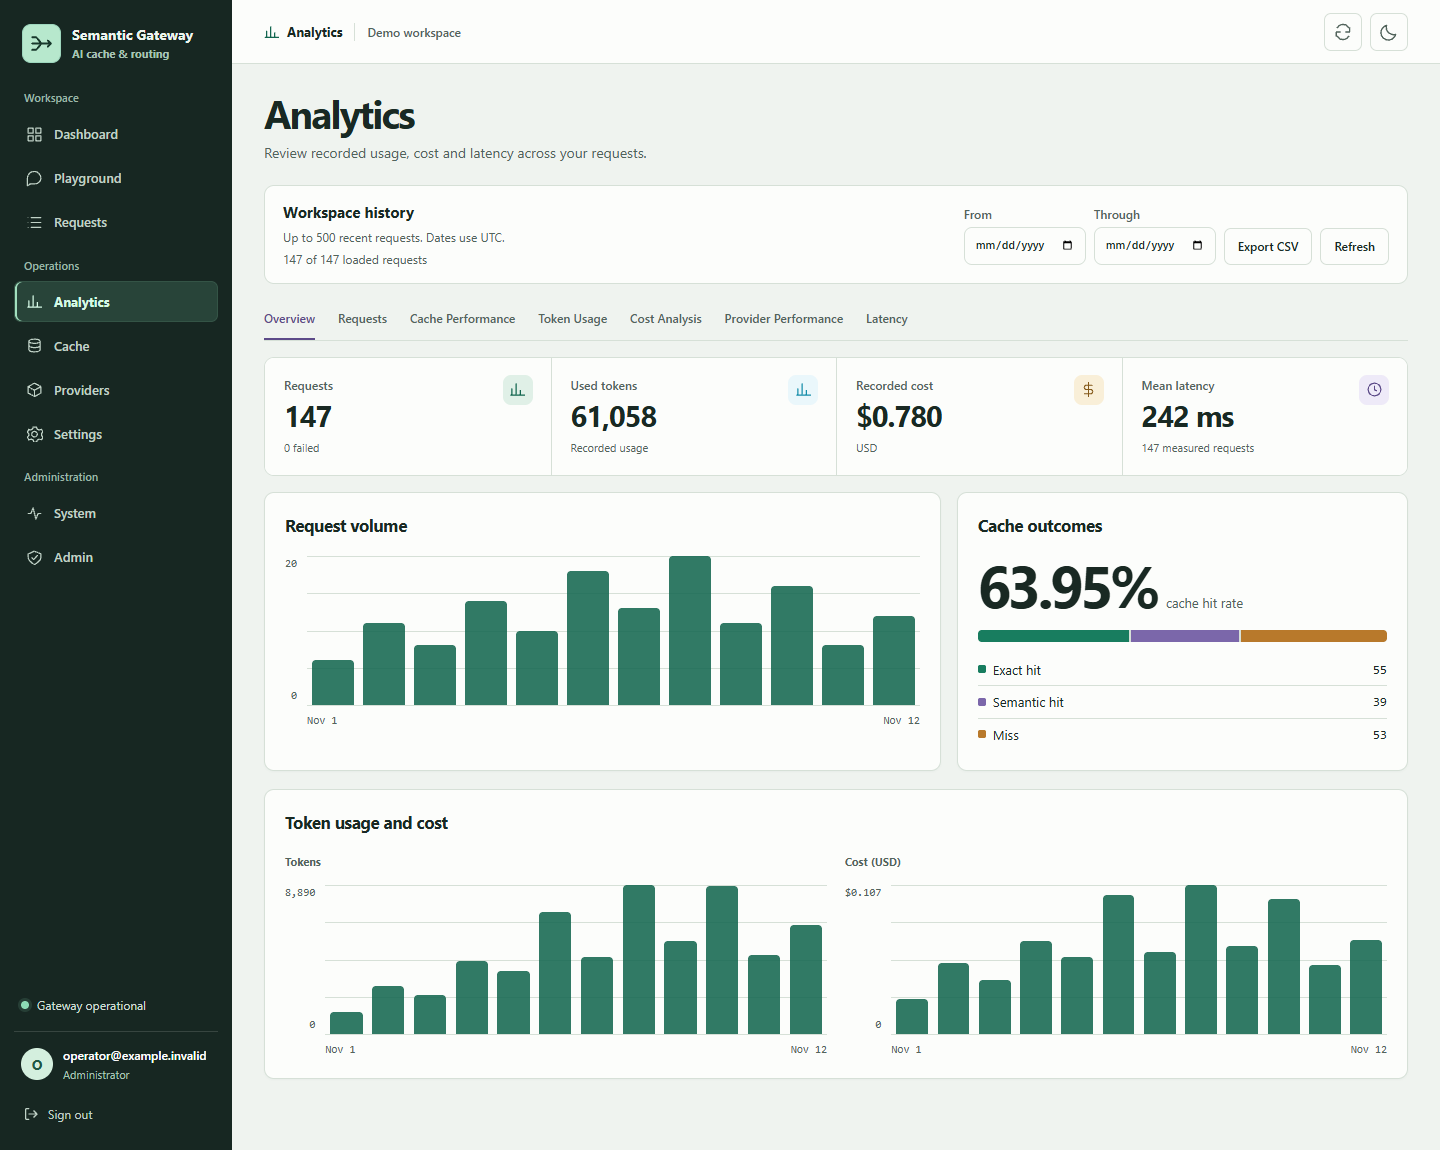 Semantic Gateway
AI cache & routing
Workspace
Dashboard
Playground
Requests
Operations
Analytics
Cache
Providers
Settings
Administration
System
Admin
Gateway operational
O
operator@example.invalid
Administrator
Sign out
Analytics
Demo workspace
Analytics
Review recorded usage, cost and latency across your requests.
Workspace history
Up to 500 recent requests. Dates use UTC.
147 of 147 loaded requests
From
Through
mm/dd/yyyy
mm/dd/yyyy
Export CSV
Refresh
Overview
Requests
Cache Performance
Token Usage
Cost Analysis
Provider Performance
Latency
Requests
147
0 failed
Used tokens
61,058
Recorded usage
Recorded cost
$0.780
USD
Mean latency
242 ms
147 measured requests
Request volume
20
0
Nov 1
Nov 12
Cache outcomes
63.95% cache hit rate
Exact hit 55
Semantic hit 39
Miss 53
Token usage and cost
Tokens
8,890
0
Nov 1
Nov 12
Cost (USD)
$0.107
0
Nov 1
Nov 12